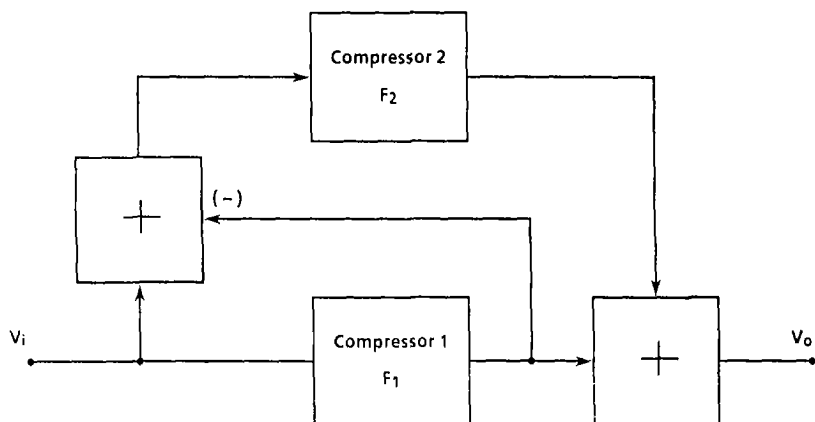 Compressor 2
F2
+
(-)
Vi
Compressor 1
F1
+
Vo